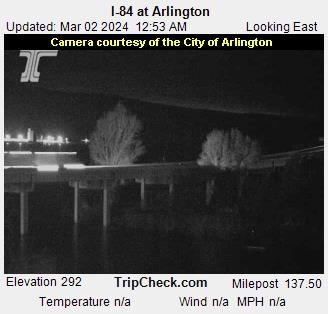 I-84 at Arlington
Updated: Mar 02 2024 12:53 AM Looking East
Camera courtesy of the City of Arlington
Elevation 292 TripCheck.com Milepost 137.50
Temperature n/a Wind n/a MPH n/a